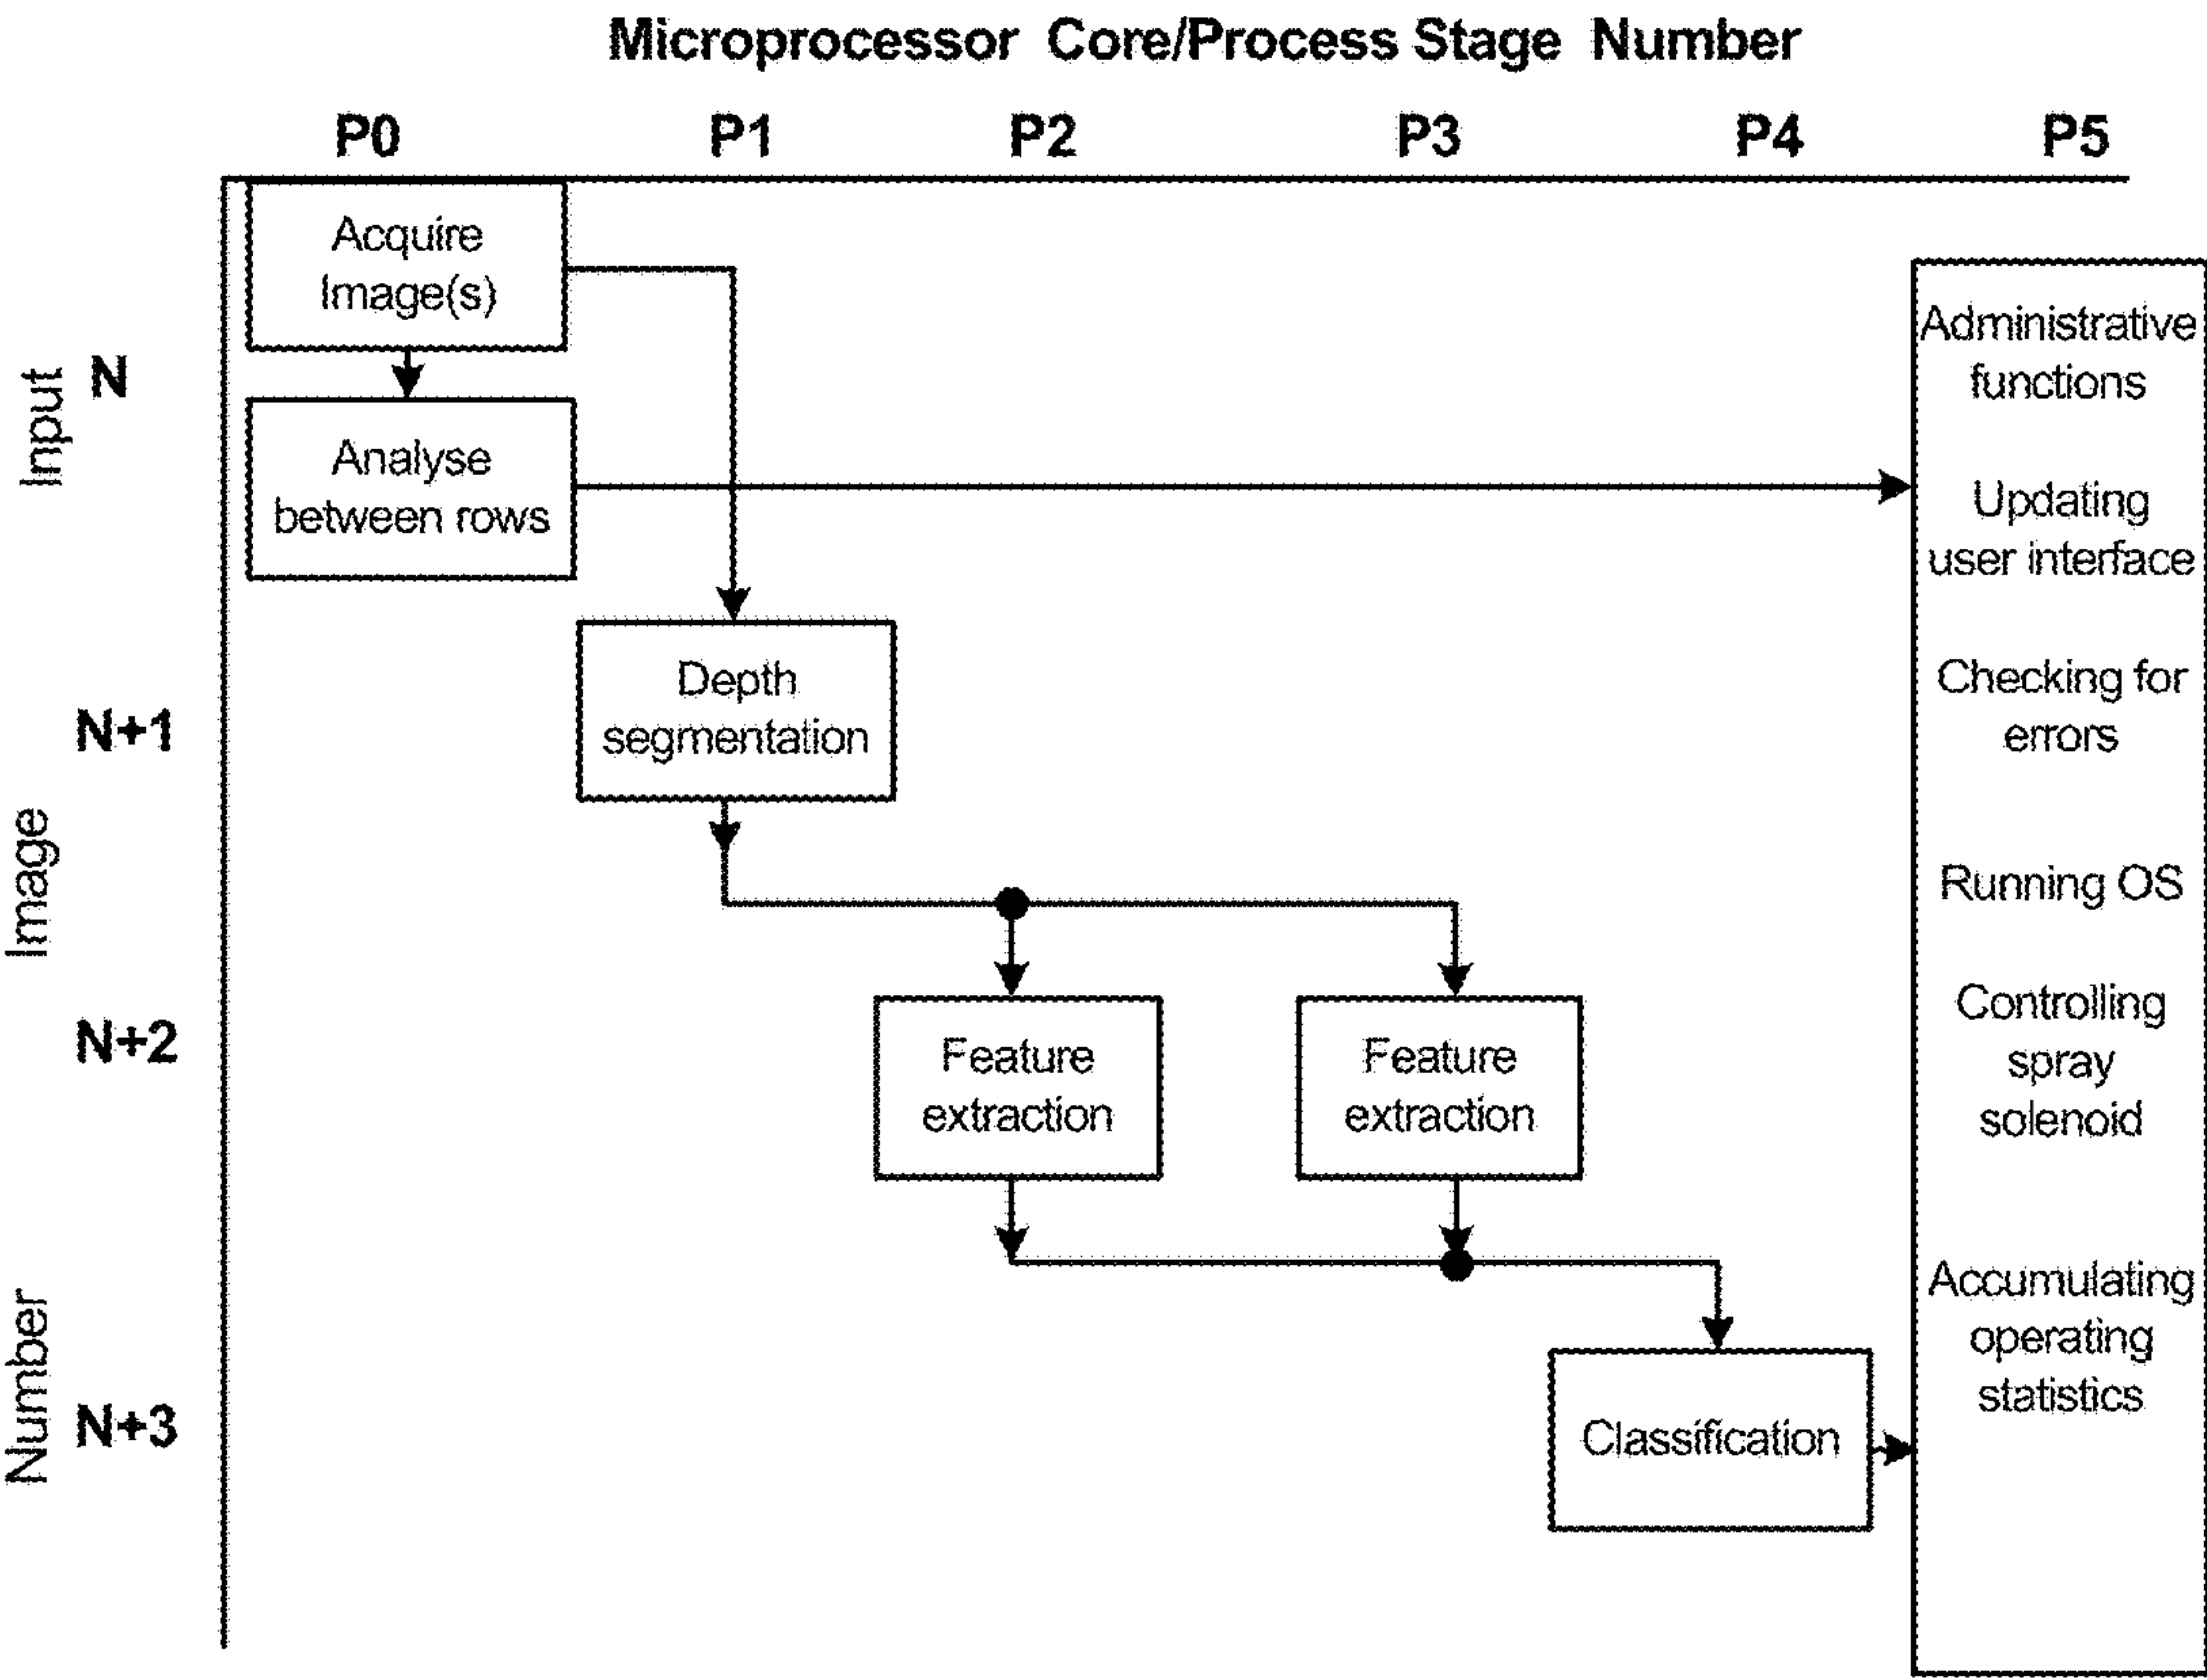 Microprocessor Core/Process Stage Number
P0 P1 P2 P3 P4 P5
Input
Image
Number
N
N+1
N+2
N+3
Acquire
Image(s)
Analyse
between rows
Depth
segmentation
Feature
extraction
Feature
extraction
Classification
Administrative
functions
Updating
user interface
Checking for
errors
Running OS
Controlling
spray
solenoid
Accumulating
operating
statistics